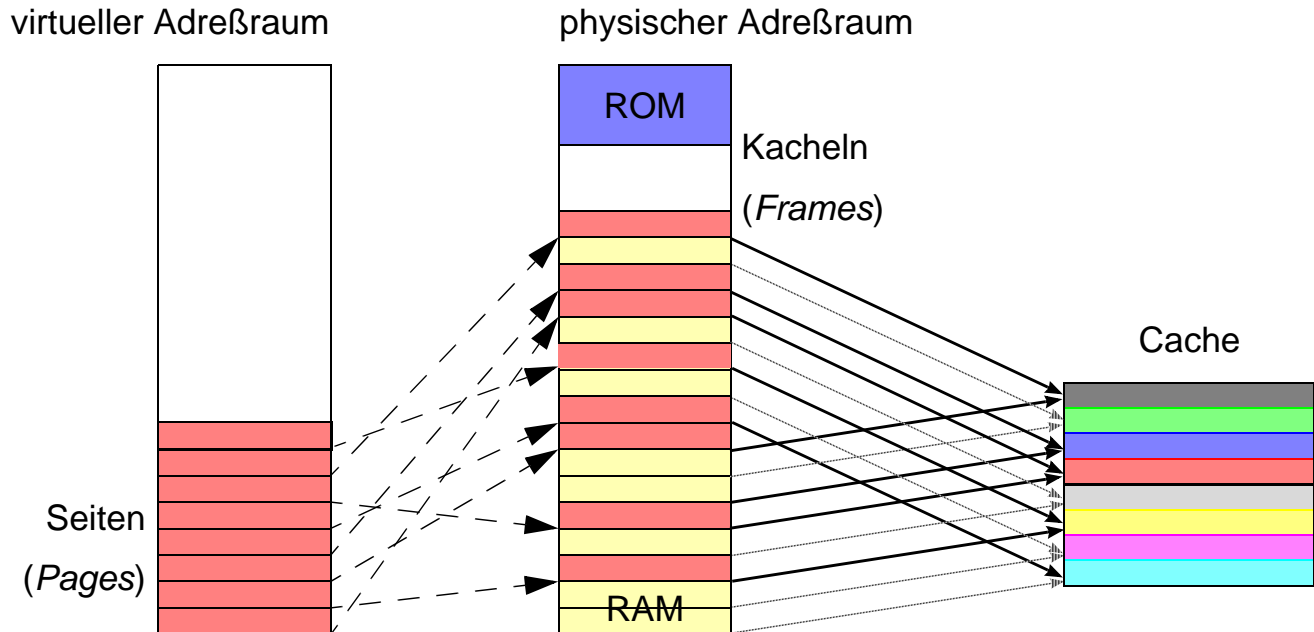 virtueller Adreßraum
physischer Adreßraum
ROM
Kacheln
(Frames)
Cache
Seiten
(Pages)
RAM